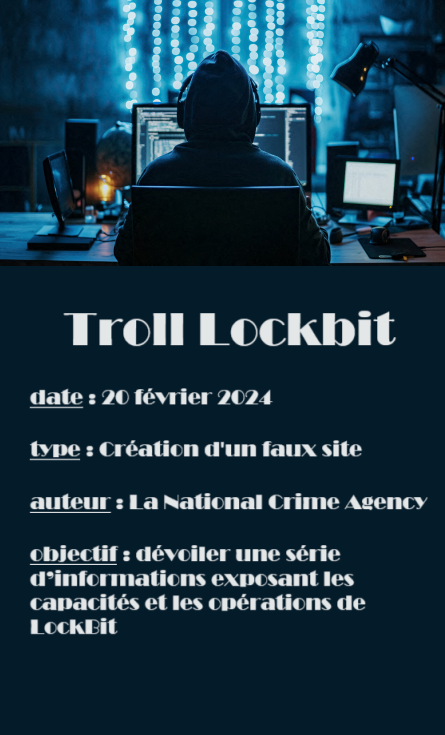 Troll Lockbit
date : 20 février 2024
type : Création d'un faux site
auteur : La National Crime Agency
objectif : dévoiler une série
d’informations exposant les
capacités et les opérations de
LockBit